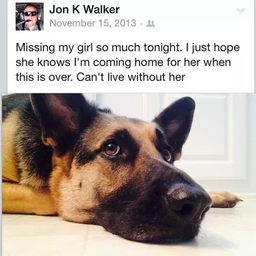 Jon K Walker
November 15, 2013 ·
Missing my girl so much tonight. I just hope
she knows I'm coming home for her when
this is over. Can't live without her